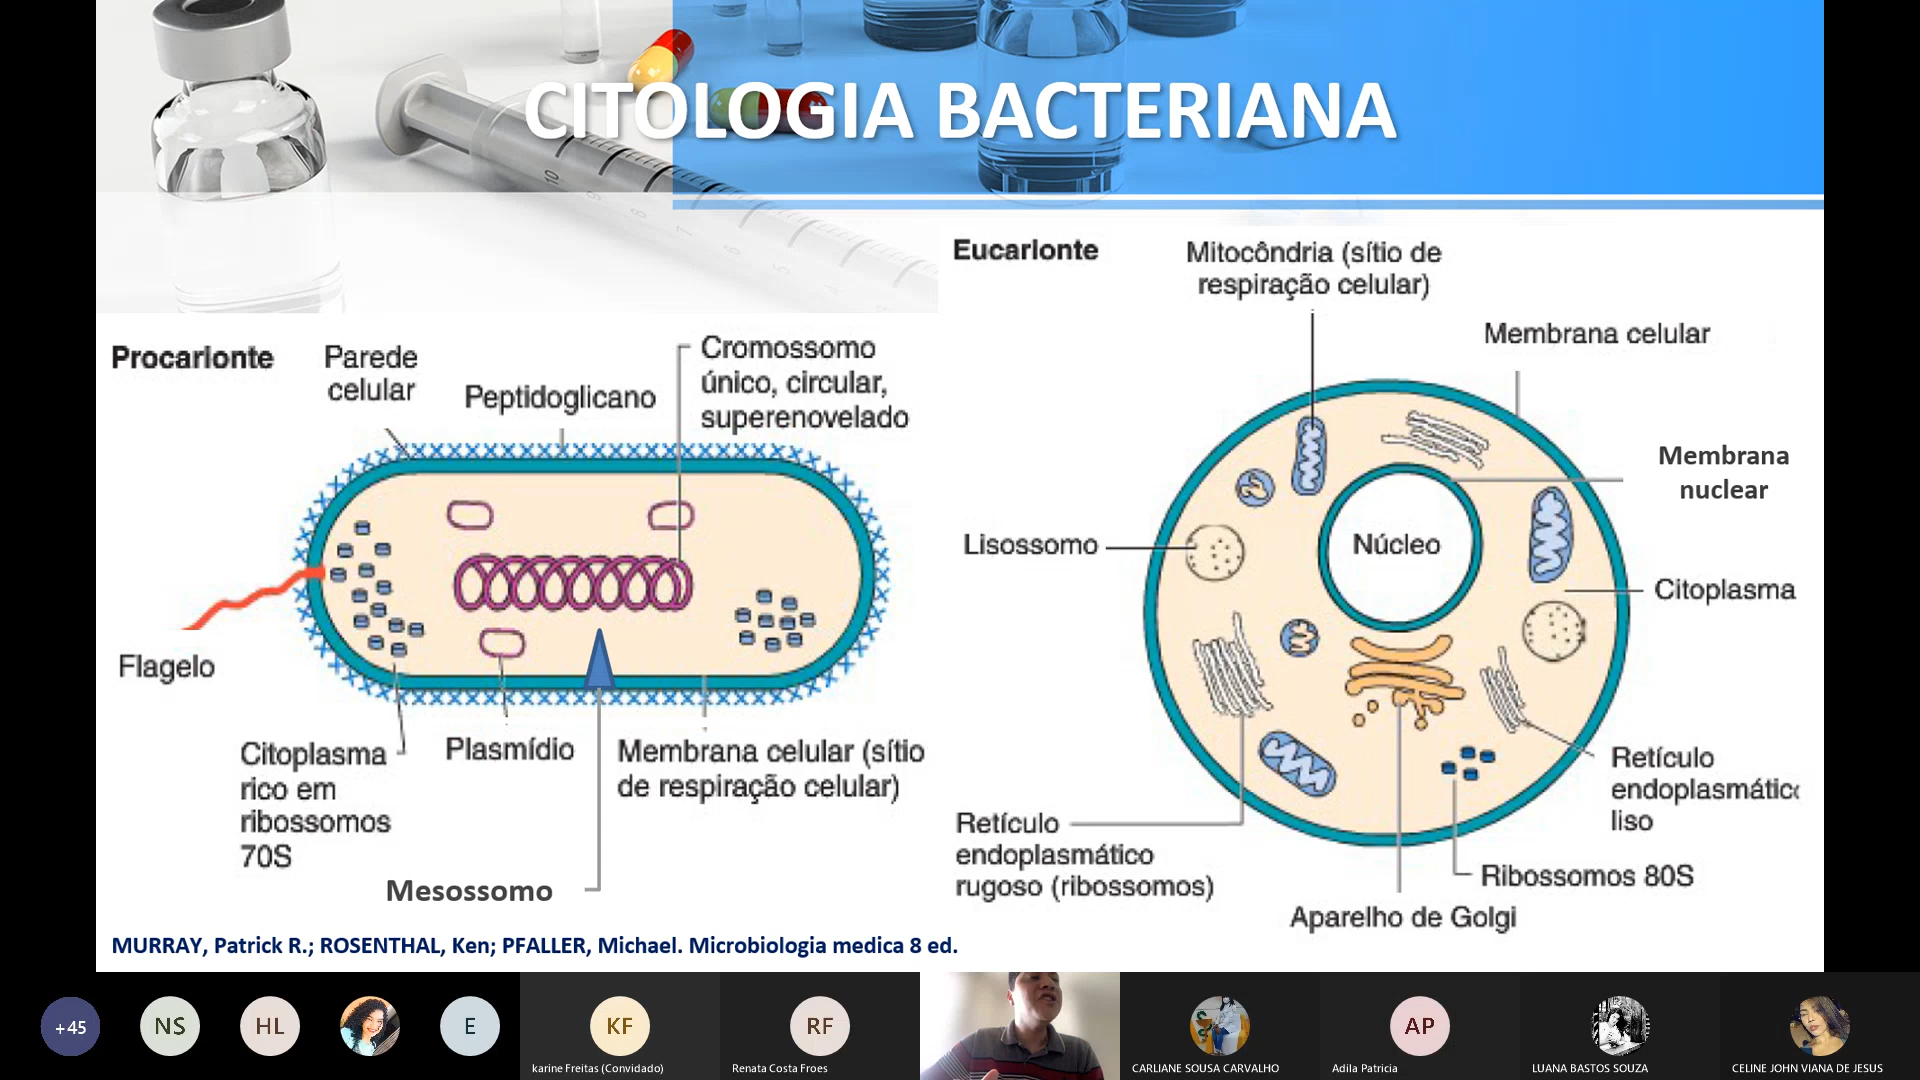 CITOLOGIA BACTERIANA
Procarionte
Parede
celular
Peptidoglicano
Cromossomo
único, circular,
superenovelado
Flagelo
Citoplasma
rico em
ribossomos
70S
Plasmídio
Mesossomo
Membrana celular (sítio
de respiração celular)
Eucarionte
Mitocôndria (sítio de
respiração celular)
Membrana celular
Membrana
nuclear
Núcleo
Lisossomo
Citoplasma
Retículo
endoplasmático
rugoso (ribossomos)
Retículo
endoplasmátic
liso
Ribossomos 80S
Aparelho de Golgi
MURRAY, Patrick R.; ROSENTHAL, Ken; PFALLER, Michael. Microbiologia medica 8 ed.
+45
NS
HL
E
KF
RF
AP
karine Freitas (Convidado)
Renata Costa Froes
CARLIANE SOUSA CARVALHO
Adila Patricia
LUANA BASTOS SOUZA
CELINE JOHN VIANA DE JESUS